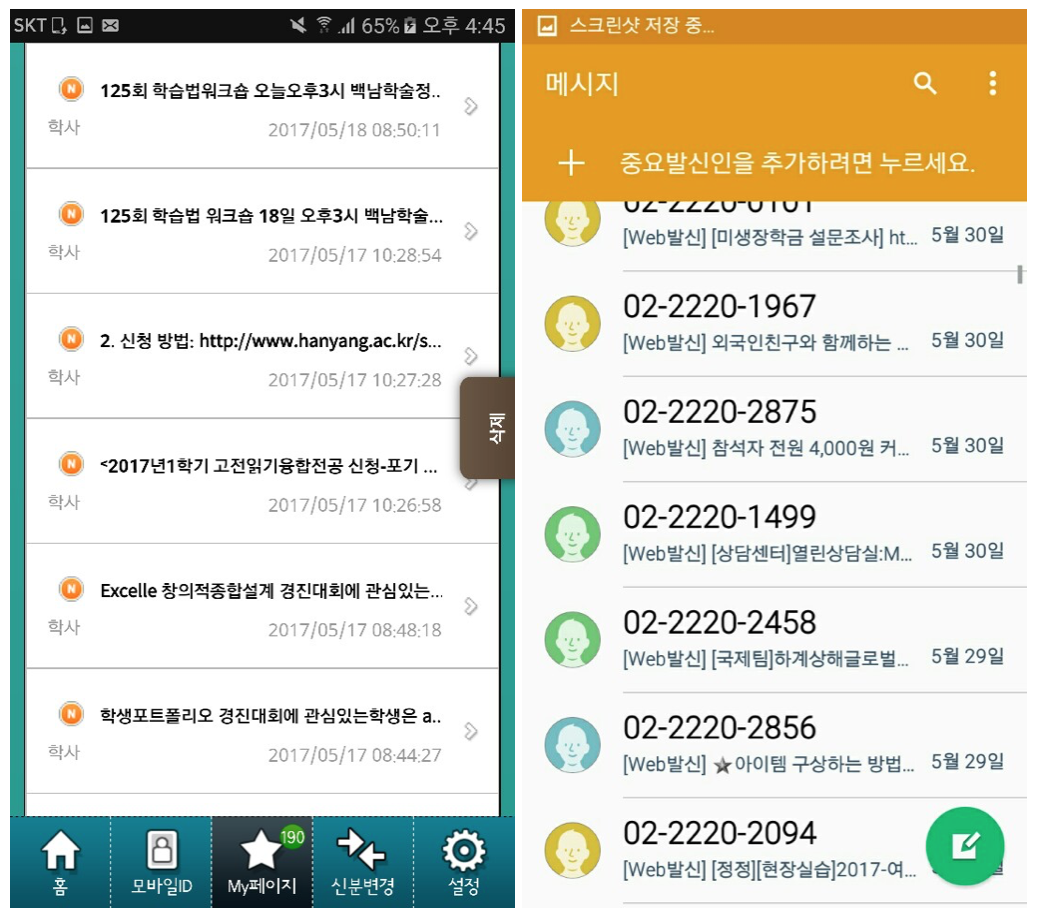 SKT 65% 오후 4:45
N 125회 학습법워크숍 오늘오후3시 백남학술정..
학사 2017/05/18 08:50:11
N 125회 학습법 워크숍 18일 오후3시 백남학술...
학사 2017/05/17 10:28:54
N 2. 신청 방법: http://www.hanyang.ac.kr/s...
학사 2017/05/17 10:27:28
삭제
N <2017년1학기 고전읽기융합전공 신청-포기 ...
학사 2017/05/17 10:26:58
N Excelle 창의적종합설계 경진대회에 관심있는...
학사 2017/05/17 08:48:18
N 학생포트폴리오 경진대회에 관심있는학생은 a..
학사 2017/05/17 08:44:27
190
홈 모바일ID My페이지 신분변경 설정
스크린샷 저장 중...
메시지
중요발신인을 추가하려면 누르세요.
02-2220-0101
[Web발신] [미생장학금 설문조사] ht... 5월 30일
02-2220-1967
[Web발신] 외국인친구와 함께하는 ... 5월 30일
02-2220-2875
[Web발신] 참석자 전원 4,000원 커... 5월 30일
02-2220-1499
[Web발신] [상담센터]열린상담실:M... 5월 30일
02-2220-2458
[Web발신] [국제팀]하계상해글로벌... 5월 29일
02-2220-2856
[Web발신] ★아이템 구상하는 방법... 5월 29일
02-2220-2094
[Web발신] [정정][현장실습]2017-여...